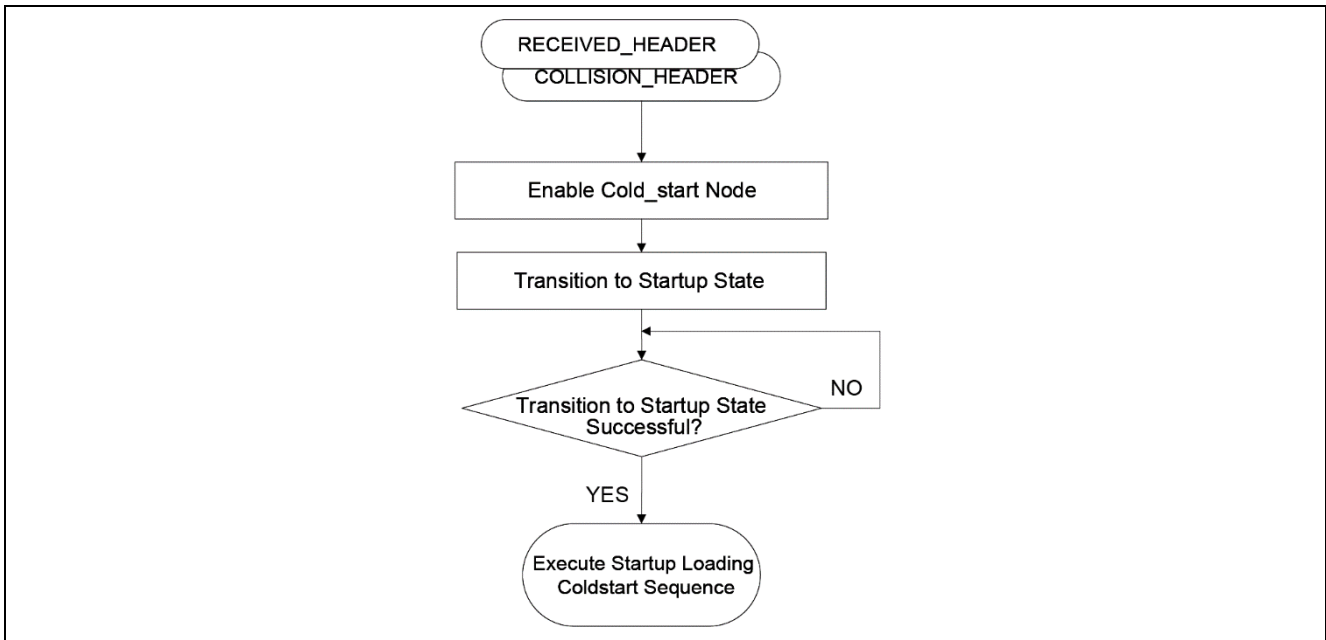 RECEIVED_HEADER
COLLISION_HEADER
Enable Cold_start Node
Transition to Startup State
NO
Transition to Startup State
Successful?
YES
Execute Startup Loading
Coldstart Sequence